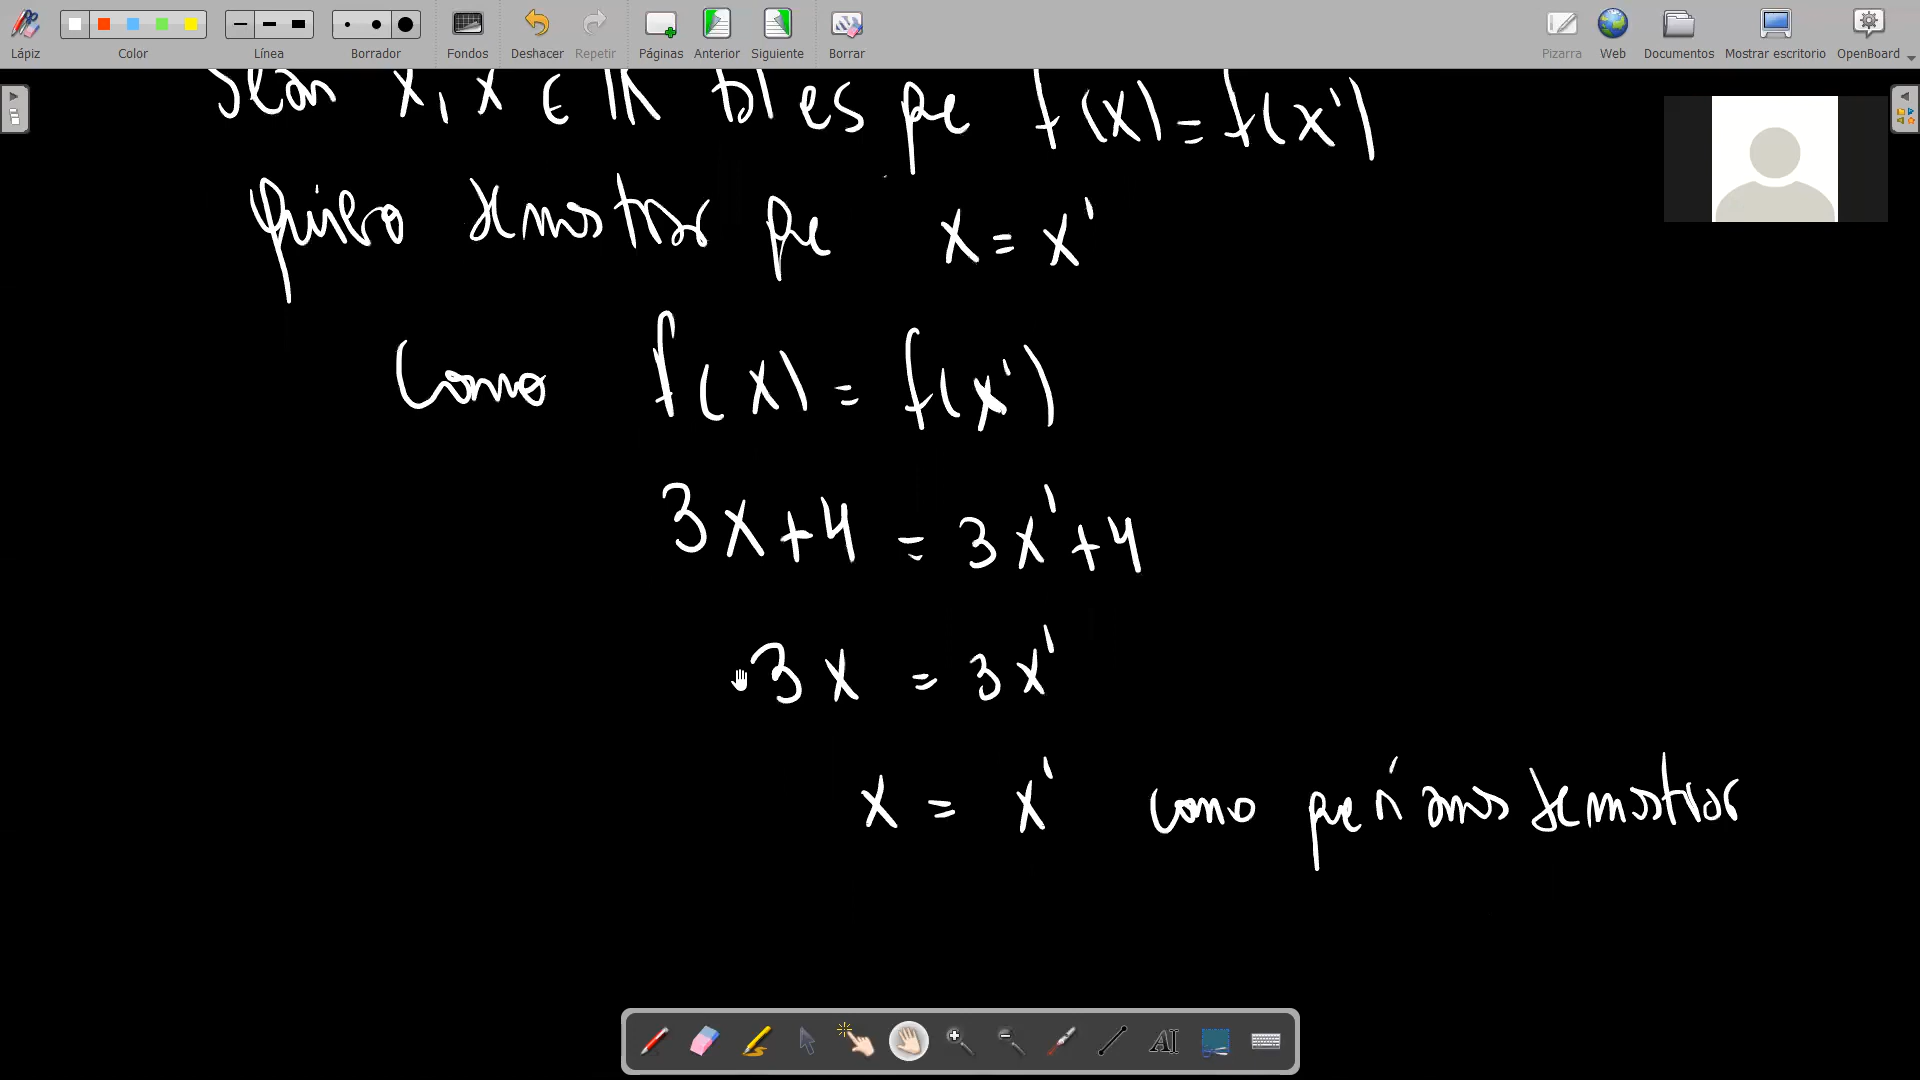 Lápiz Color Línea Borrador Fondos Deshacer Repetir Páginas Anterior Siguiente Borrar Pizarra Web Documentos Mostrar escritorio OpenBoard
Sean x, x' ∈ ℝ tales que f(x) = f(x')
Quiero demostrar que x = x'
Como f(x) = f(x')
3x+4 = 3x'+4
3x = 3x'
x = x' como queríamos demostrar
AI